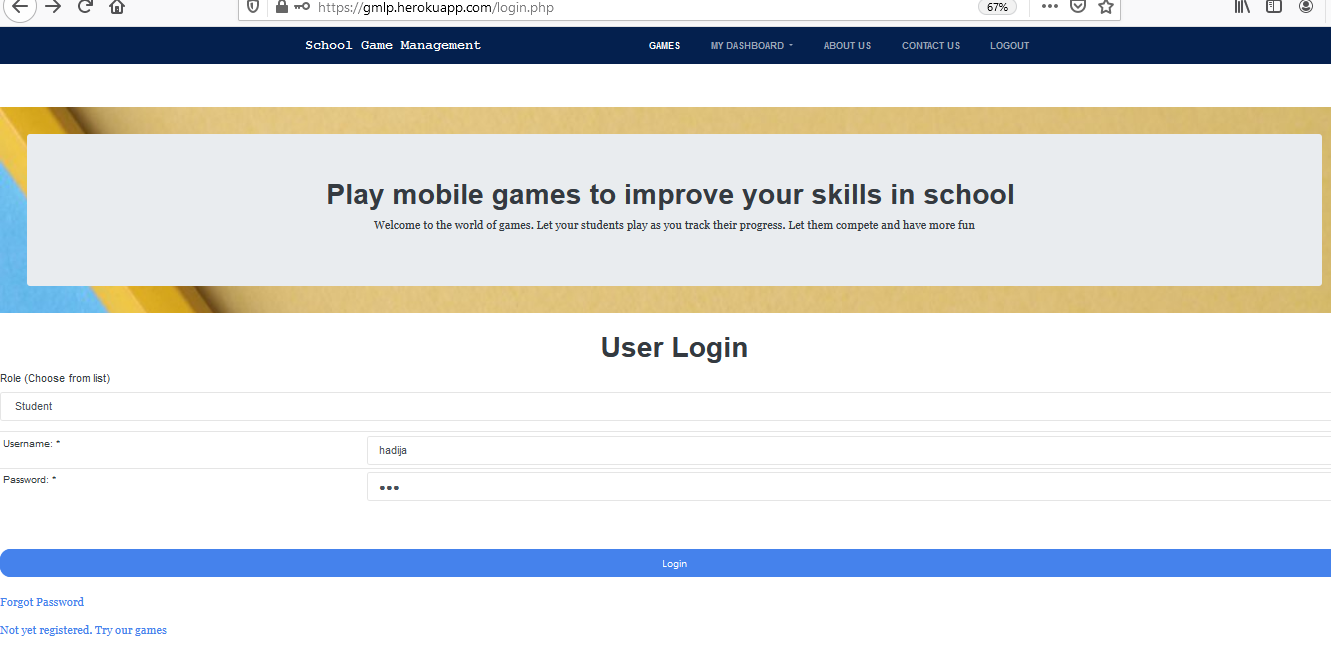 https://gmlp.herokuapp.com/login.php 67%
School Game Management GAMES MY DASHBOARD ABOUT US CONTACT US LOGOUT
Play mobile games to improve your skills in school
Welcome to the world of games. Let your students play as you track their progress. Let them compete and have more fun
User Login
Role (Choose from list)
Student
Username: * hadija
Password: * •••
Login
Forgot Password
Not yet registered. Try our games